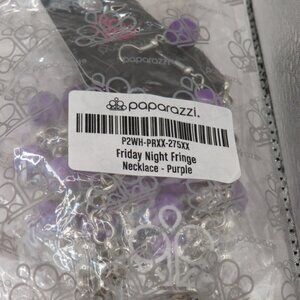 paparazzi.
P2WH-PRXX-275XX
Friday Night Fringe
Necklace - Purple